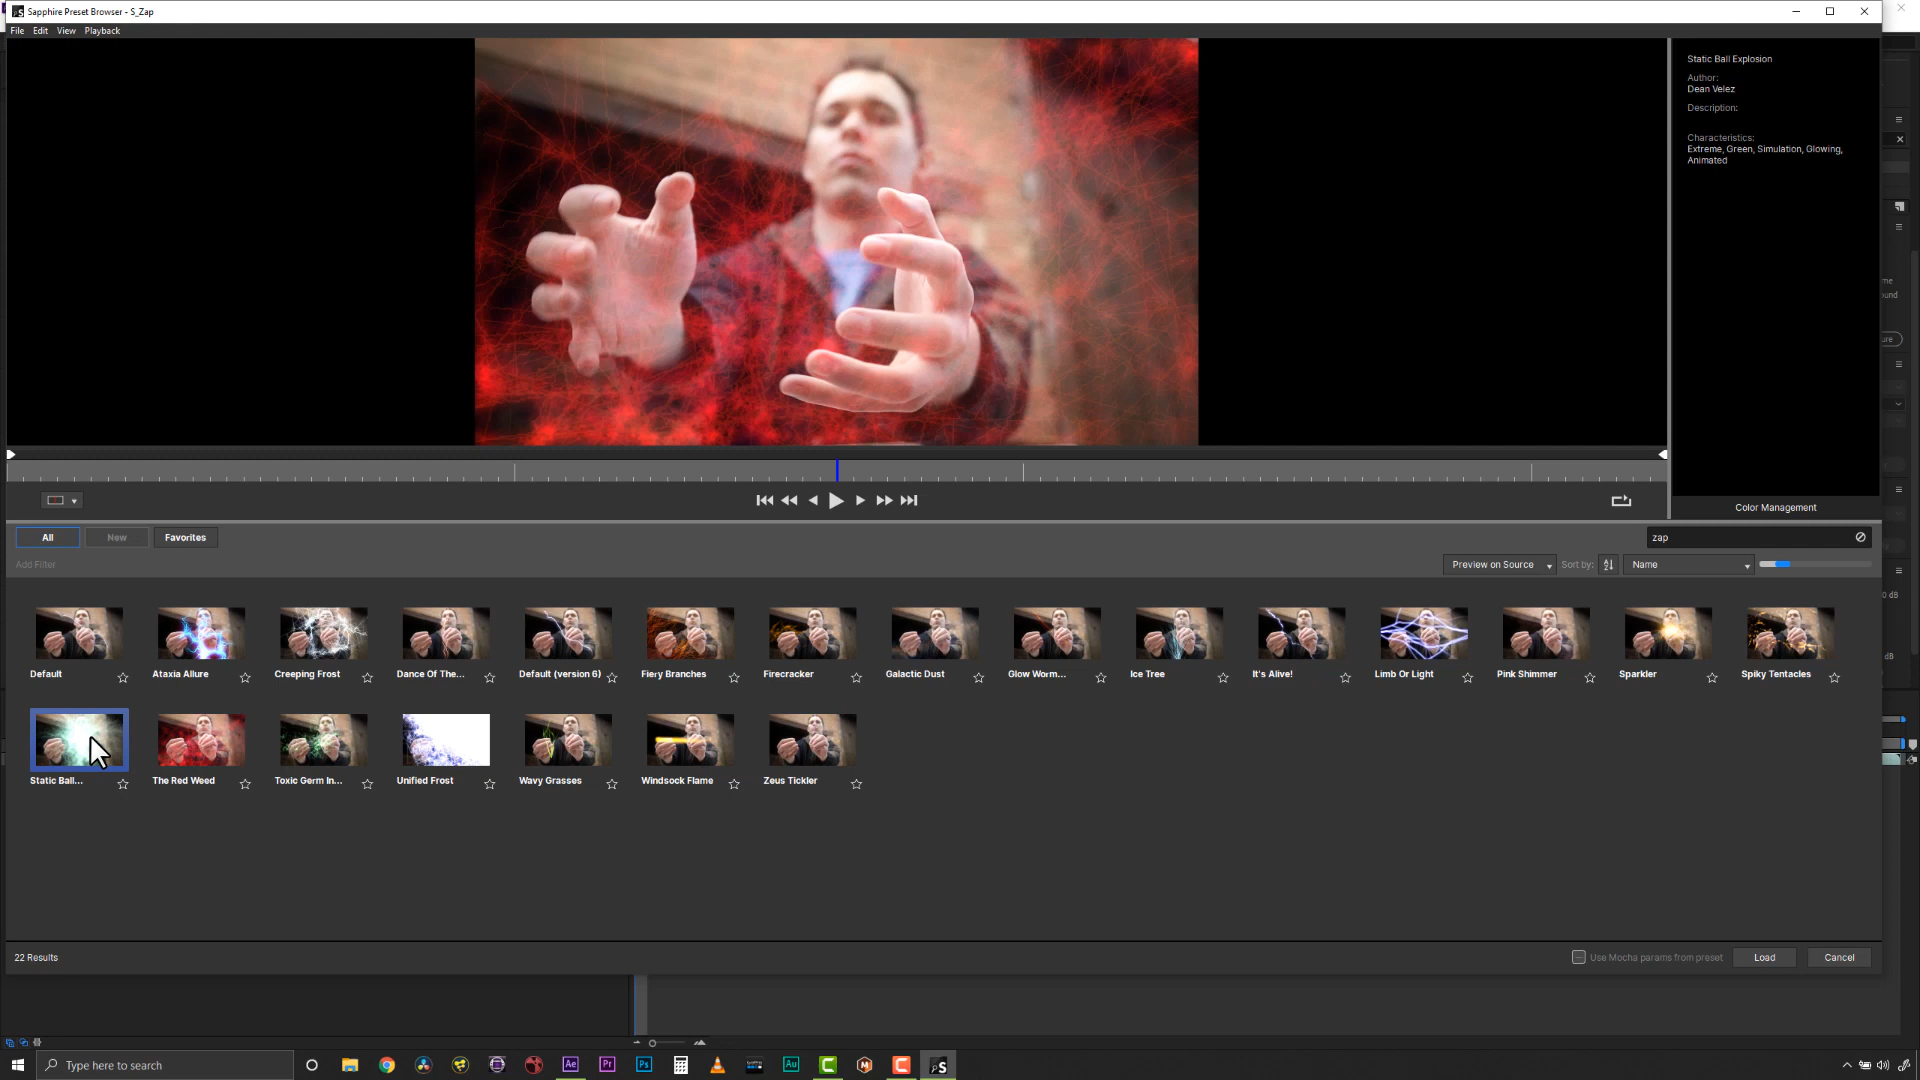 Sapphire Preset Browser - S_Zap
File Edit View Playback
Static Ball Explosion
Author:
Dean Velez
Description:
Characteristics:
Extreme, Green, Simulation, Glowing,
Animated
Color Management
All New Favorites
zap
Add Filter
Preview on Source Sort by: Name
Default Ataxia Allure Creeping Frost Dance Of The... Default (version 6) Fiery Branches Firecracker Galactic Dust Glow Worm... Ice Tree It's Alive! Limb Or Light Pink Shimmer Sparkler Spiky Tentacles
Static Ball... The Red Weed Toxic Germ In... Unified Frost Wavy Grasses Windsock Flame Zeus Tickler
22 Results
Use Mocha params from preset Load Cancel
Type here to search
Ae Pr Ps Au